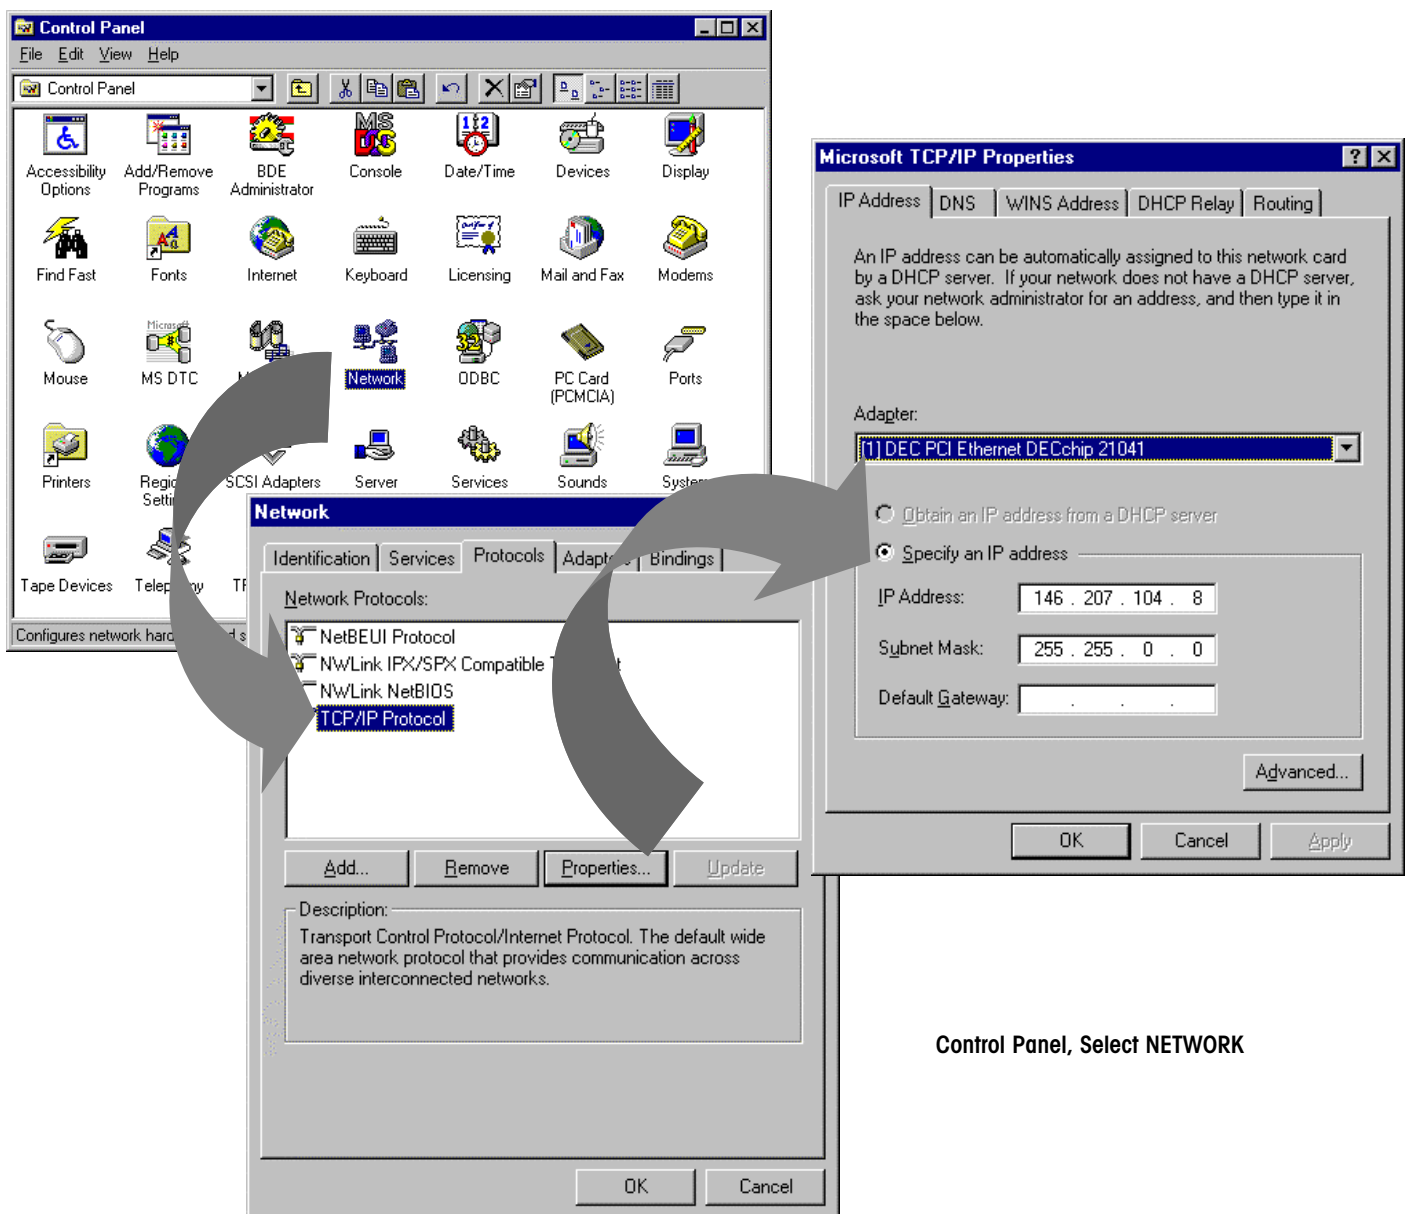 Control Panel
File Edit View Help
Control Panel
Accessibility Options
Add/Remove Programs
BDE Administrator
Console
Date/Time
Devices
Display
Find Fast
Fonts
Internet
Keyboard
Licensing
Mail and Fax
Modems
Mouse
MS DTC
Network
ODBC
PC Card (PCMCIA)
Ports
Printers
SCSI Adapters
Server
Services
Sounds
Tape Devices
Configures network
Network
Identification Services Protocols Bindings
Network Protocols:
NetBEUI Protocol
NWLink IPX/SPX Compatible
NWLink NetBIOS
TCP/IP Protocol
Add... Remove Properties... Update
Description:
Transport Control Protocol/Internet Protocol. The default wide
area network protocol that provides communication across
diverse interconnected networks.
OK Cancel
Microsoft TCP/IP Properties
IP Address DNS WINS Address DHCP Relay Routing
An IP address can be automatically assigned to this network card
by a DHCP server. If your network does not have a DHCP server,
ask your network administrator for an address, and then type it in
the space below.
Adapter:
[1] DEC PCI Ethernet DECchip 21041
Obtain an IP address from a DHCP server
Specify an IP address
IP Address: 146 . 207 . 104 . 8
Subnet Mask: 255 . 255 . 0 . 0
Default Gateway: . . .
Advanced...
OK Cancel Apply
Control Panel, Select NETWORK